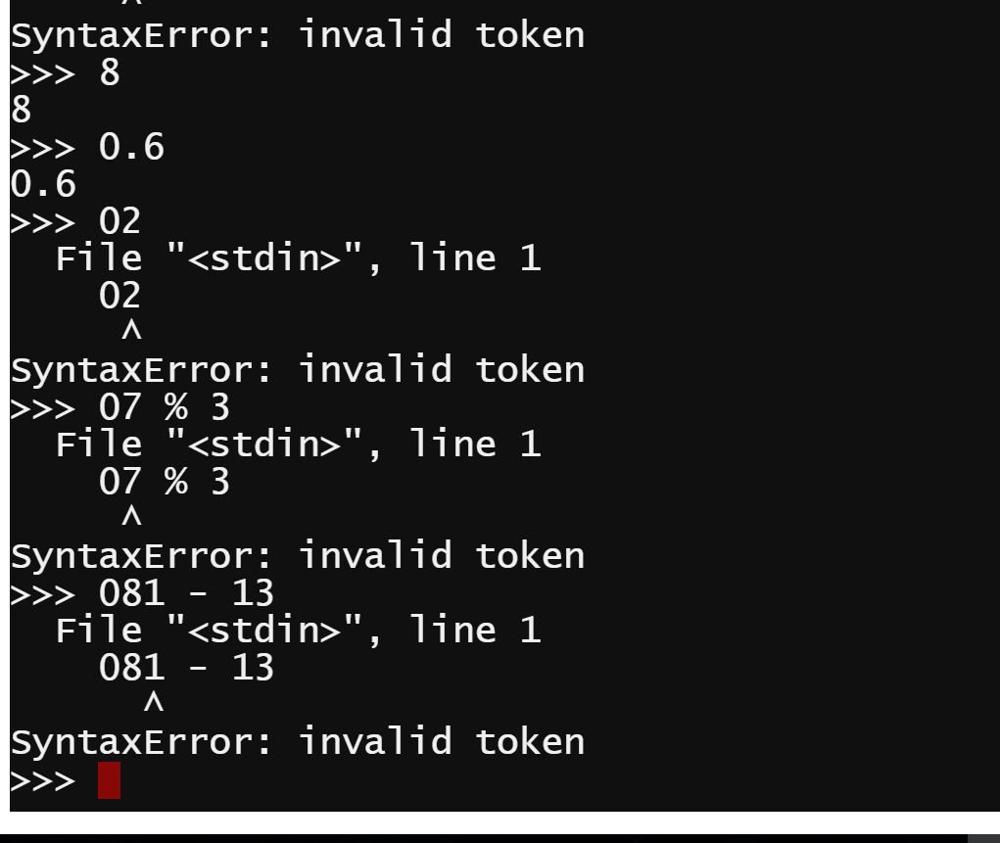 SyntaxError: invalid token
>>> 8
8
>>> 0.6
0.6
>>> 02
  File "<stdin>", line 1
    02
     ^
SyntaxError: invalid token
>>> 07 % 3
  File "<stdin>", line 1
    07 % 3
     ^
SyntaxError: invalid token
>>> 081 - 13
  File "<stdin>", line 1
    081 - 13
      ^
SyntaxError: invalid token
>>>